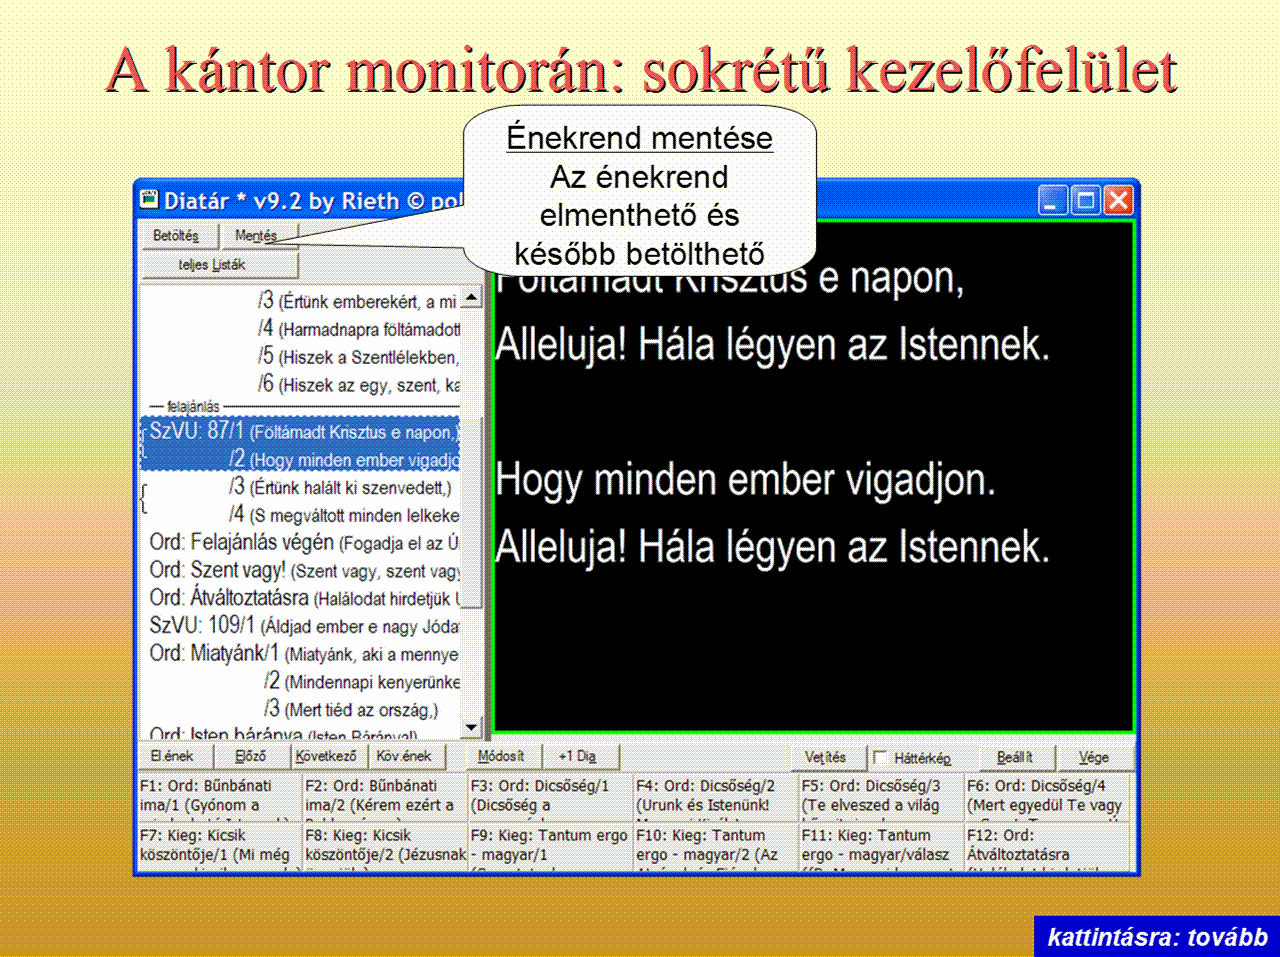 A kántor monitorán: sokrétű kezelőfelület
Énekrend mentése
Az énekrend
elmenthető és
később betölthető
Diatár * v9.2 by Rieth © pol
Betöltés Mentés
teljes Listák
/3 (Értünk emberekért, a mi
/4 (Harmadnapra föltámadott
/5 (Hiszek a Szentlélekben,
/6 (Hiszek az egy, szent, ka
felajánlás
SzVU: 87/1 (Föltámadt Krisztus e napon,)
/2 (Hogy minden ember vigadjo
/3 (Értünk halált ki szenvedett,)
/4 (S megváltott minden lelkeke
Ord: Felajánlás végén (Fogadja el az Ú
Ord: Szent vagy! (Szent vagy, szent vagy
Ord: Átváltoztatásra (Halálodat hirdetjük U
SzVU: 109/1 (Áldjad ember e nagy Jóda
Ord: Miatyánk/1 (Miatyánk, aki a mennye
/2 (Mindennapi kenyerünke
/3 (Mert tiéd az ország,)
Ord: Isten báránya (Isten Báránya!)
Föltámadt Krisztus e napon,
Alleluja! Hála légyen az Istennek.
Hogy minden ember vigadjon.
Alleluja! Hála légyen az Istennek.
El.ének Előző Következő Köv.ének Módosít +1 Dia Vetítés Háttérkép Beállít Vége
F1: Ord: Bűnbánati
ima/1 (Gyónom a
F2: Ord: Bűnbánati
ima/2 (Kérem ezért a
F3: Ord: Dicsőség/1
(Dicsőség a
F4: Ord: Dicsőség/2
(Urunk és Istenünk!
F5: Ord: Dicsőség/3
(Te elveszed a világ
F6: Ord: Dicsőség/4
(Mert egyedül Te vagy
F7: Kieg: Kicsik
köszöntője/1 (Mi még
F8: Kieg: Kicsik
köszöntője/2 (Jézusnak
F9: Kieg: Tantum ergo
- magyar/1
F10: Kieg: Tantum
ergo - magyar/2 (Az
F11: Kieg: Tantum
ergo - magyar/válasz
F12: Ord:
Átváltoztatásra
kattintásra: tovább